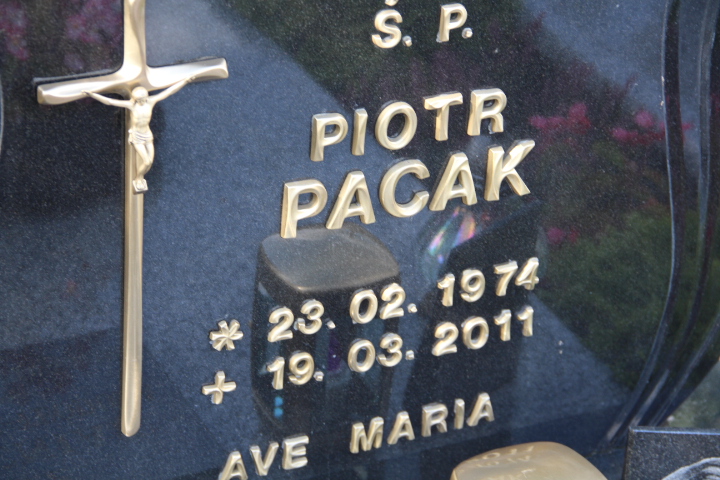 Ś. P.
PIOTR
PACAK
* 23. 02. 1974
+ 19. 03. 2011
AVE MARIA